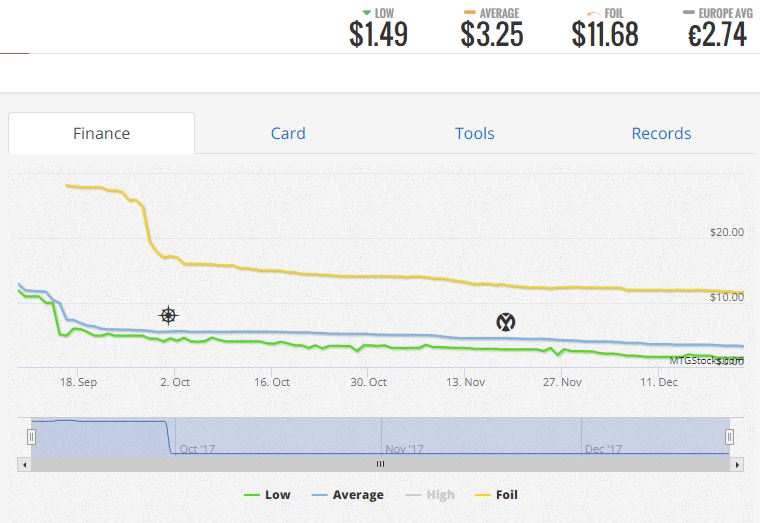 LOW AVERAGE FOIL EUROPE AVG
$1.49 $3.25 $11.68 €2.74
Finance Card Tools Records
$20.00
$10.00
MTGStocks.com
$0.00
18. Sep 2. Oct 16. Oct 30. Oct 13. Nov 27. Nov 11. Dec
Oct '17 Nov '17 Dec '17
Low Average High Foil